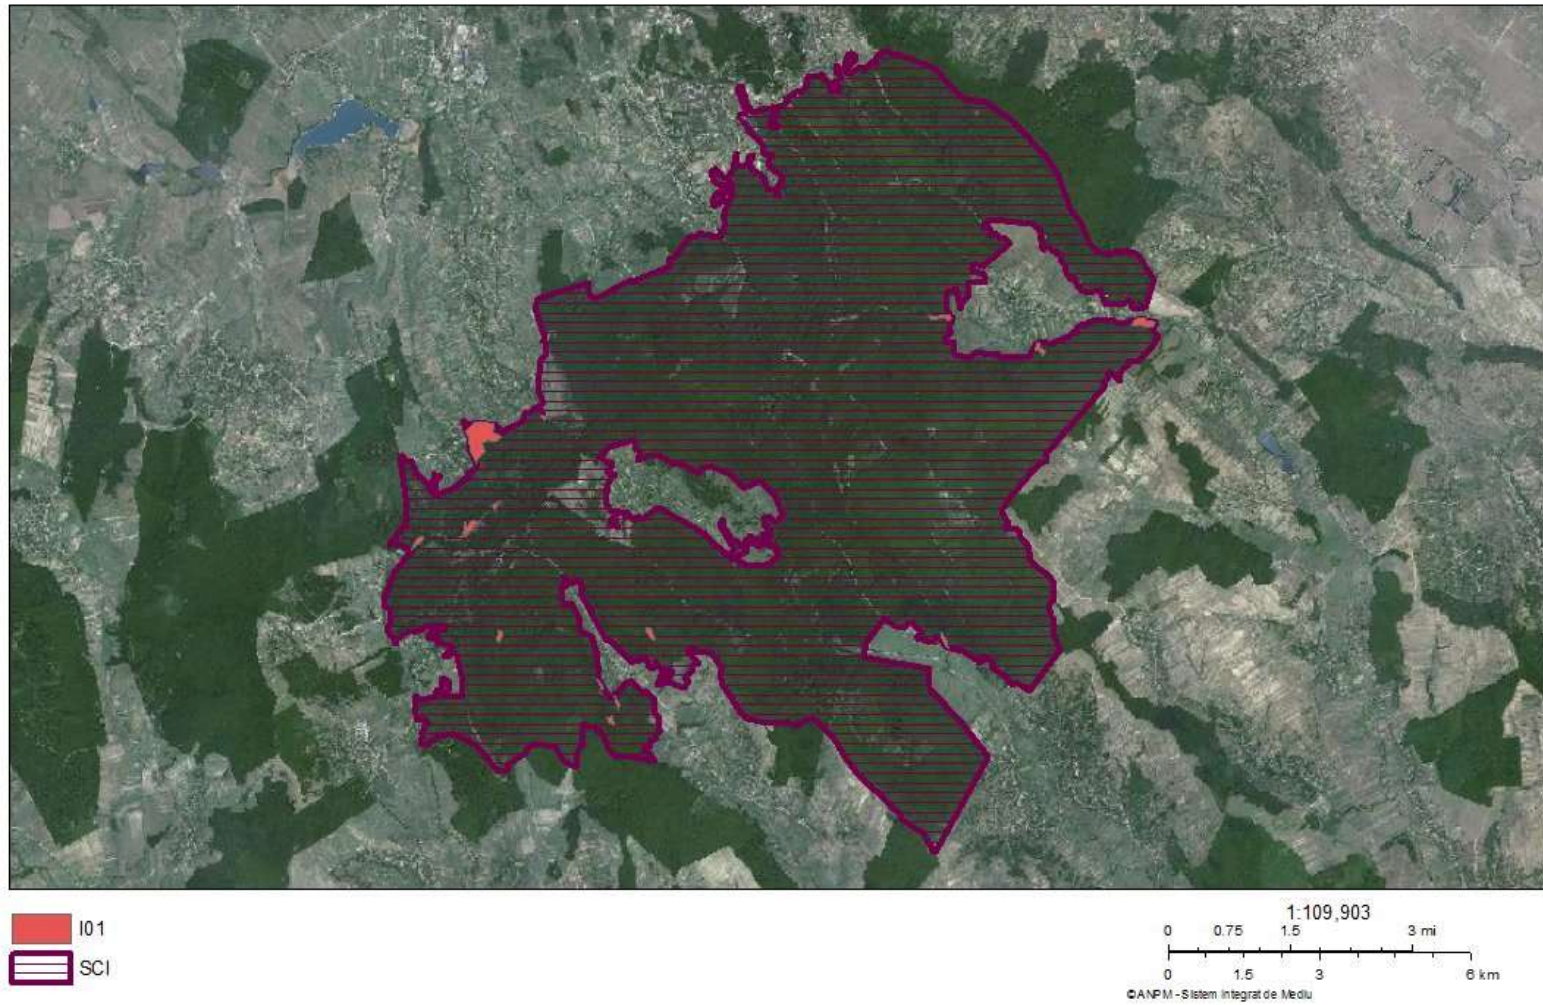 I01
SCI
1:109,903
0 0.75 1.5 3 mi
0 1.5 3 6 km
©ANPM - Sistem Integrat de Mediu